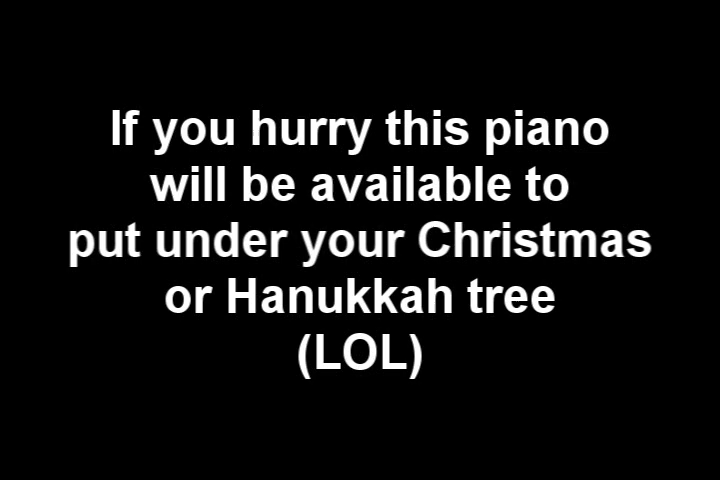 If you hurry this piano
will be available to
put under your Christmas
or Hanukkah tree
(LOL)